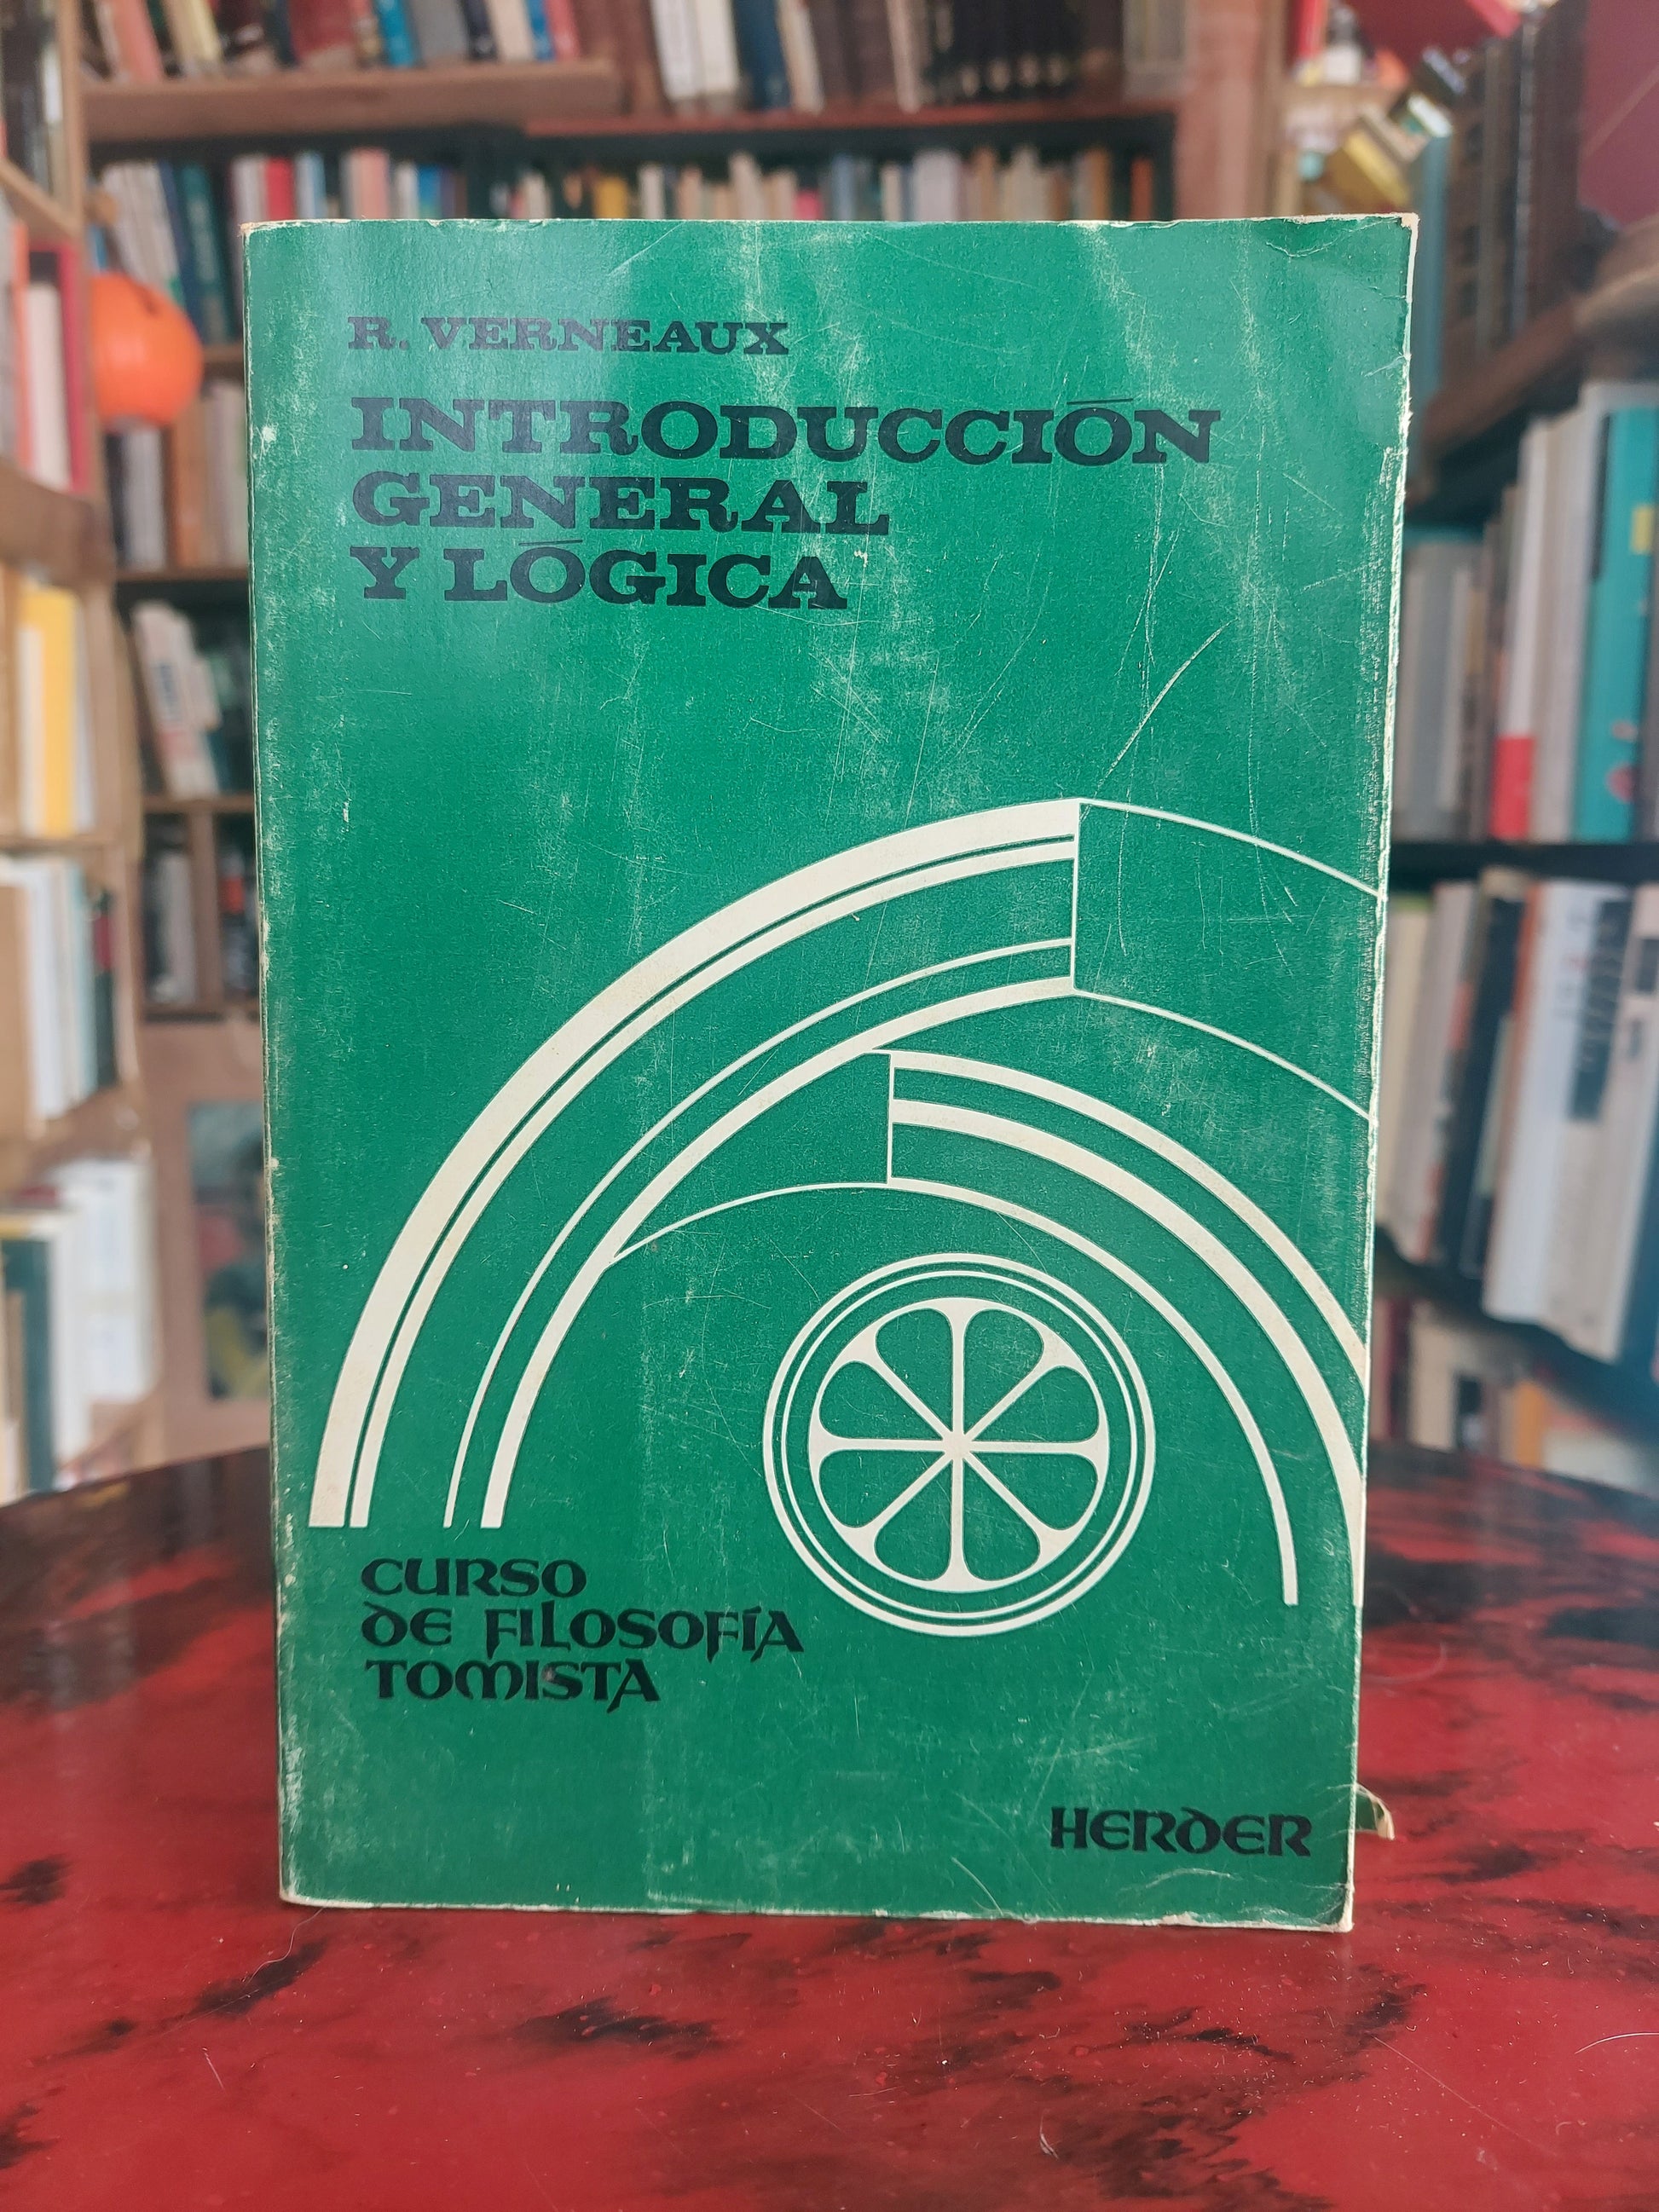 R. VERNEAUX
INTRODUCCIÓN
GENERAL
Y LÓGICA
CURSO
DE FILOSOFÍA
TOMISTA
HERDER